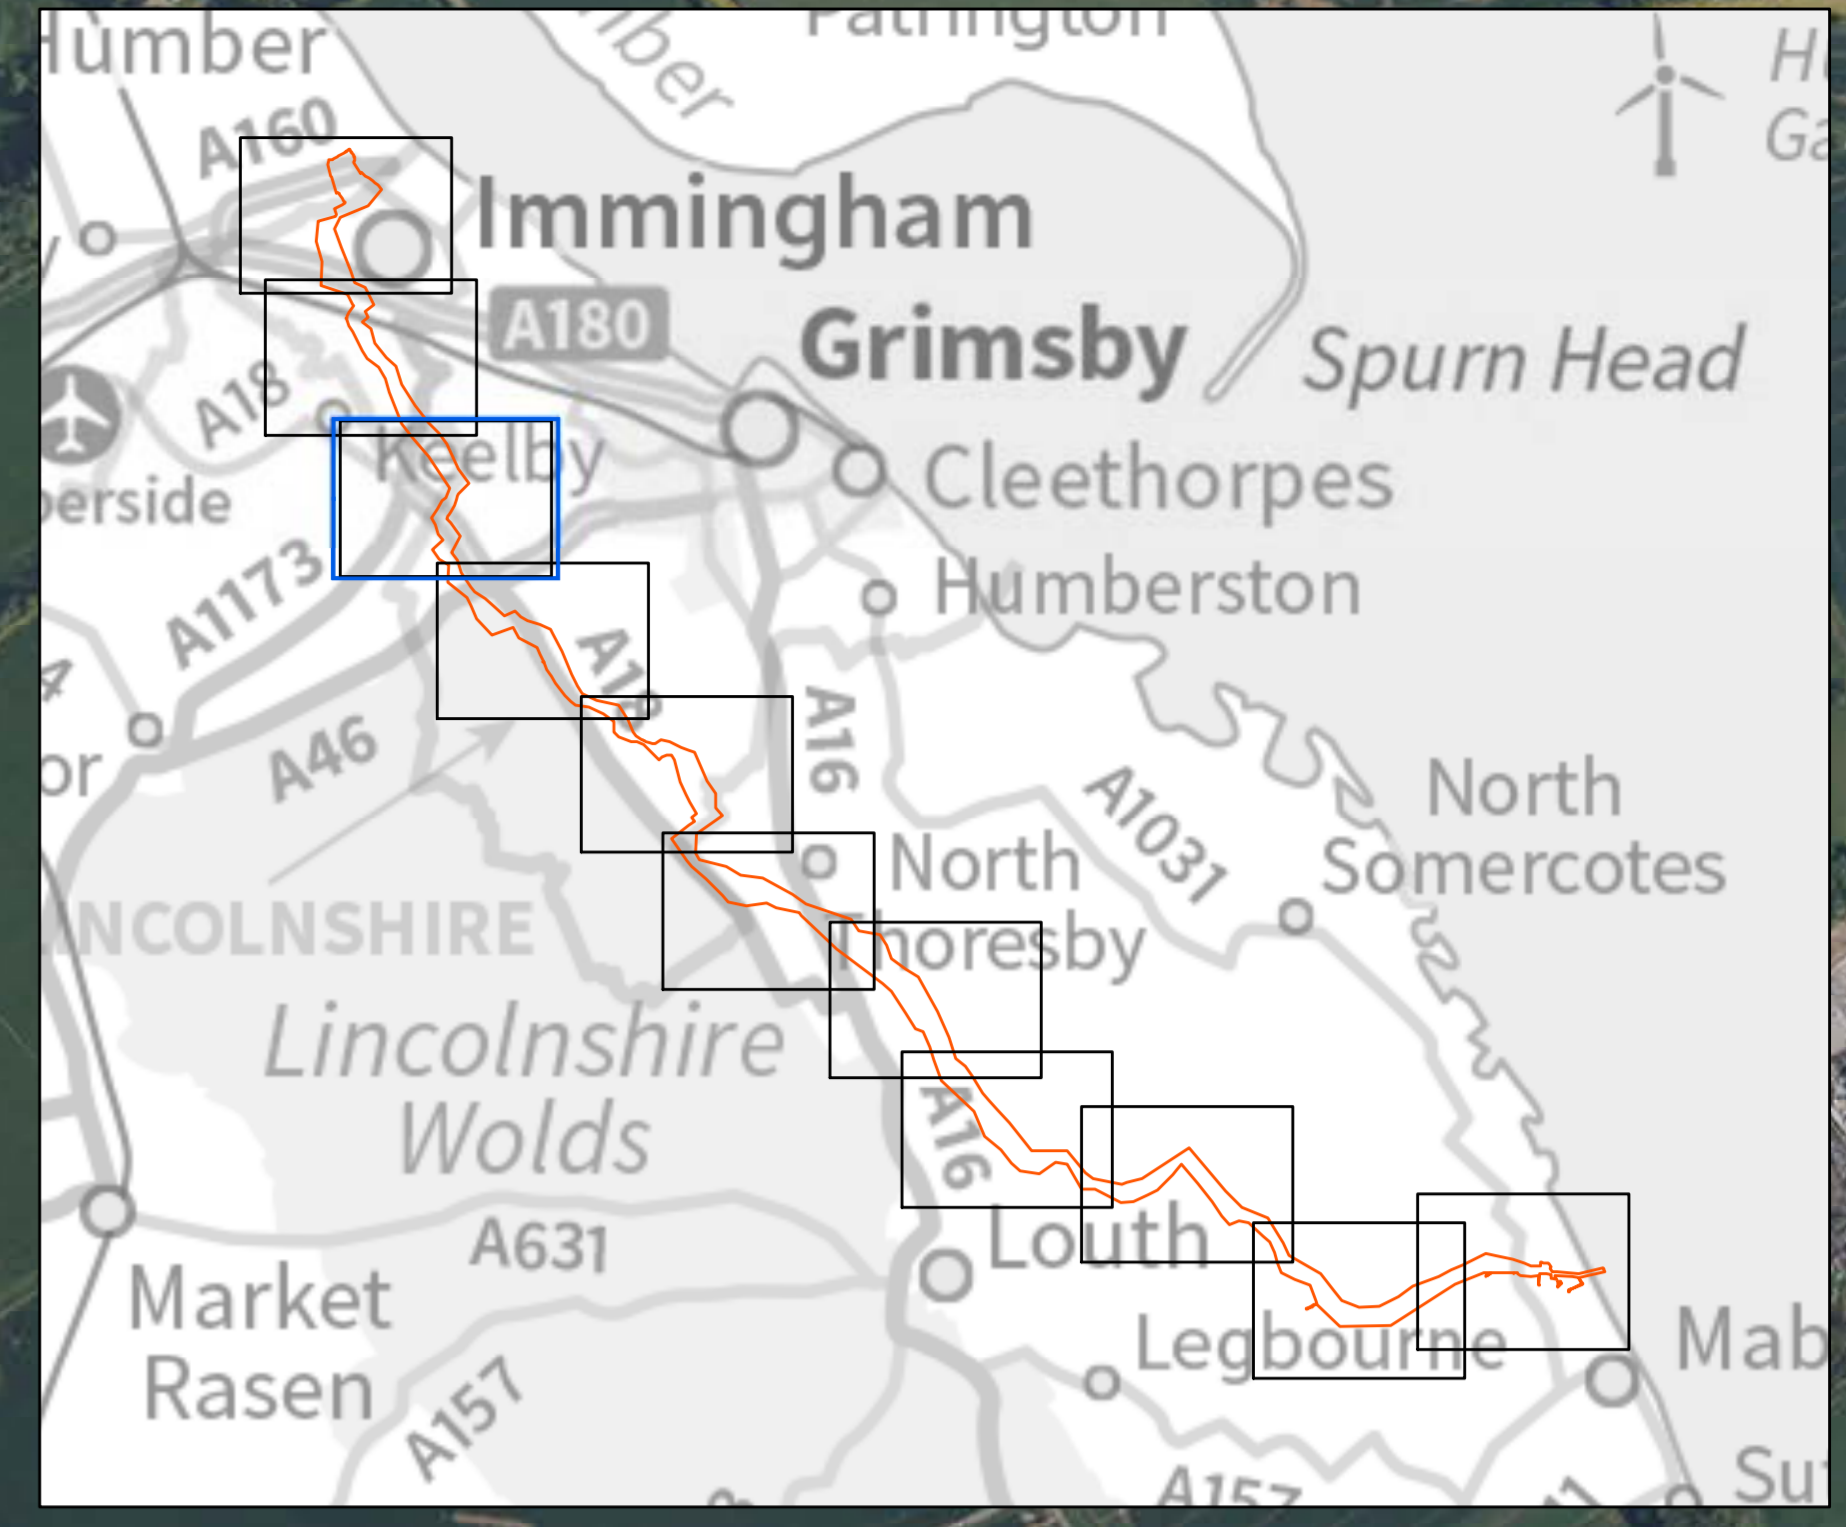 Humber
A160
Immingham
A180
Grimsby
Spurn Head
A18
Keelby
Cleethorpes
A1173
Humberston
A18
A46
A16
A1031
North
Somercotes
North
Thoresby
Lincolnshire
Wolds
A16
Louth
A631
Market
Rasen
Legbourne
A157
A157